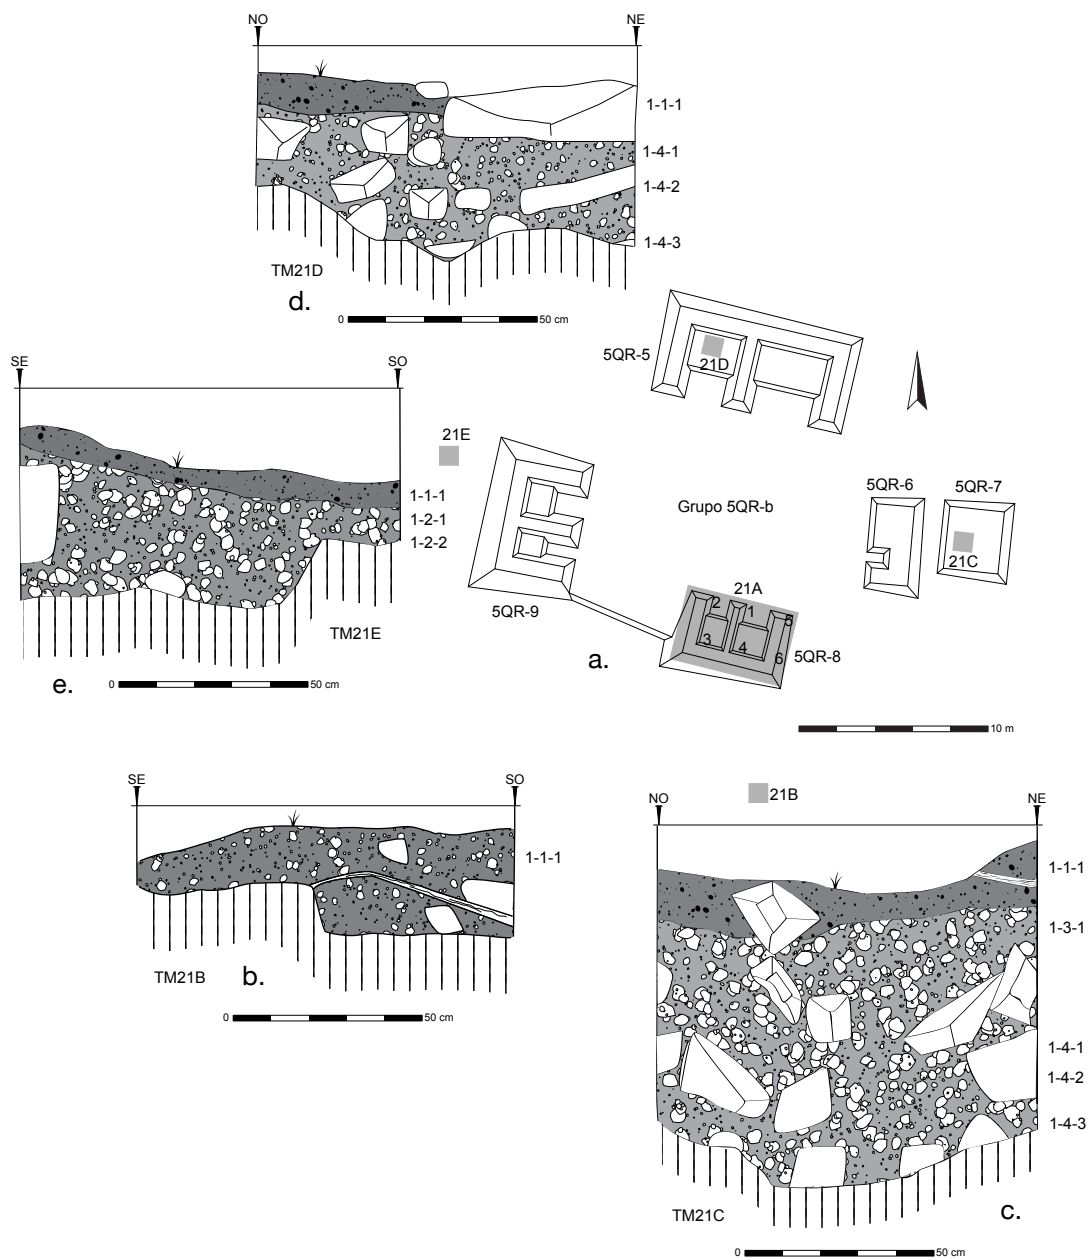 NO NE
1-1-1
1-4-1
1-4-2
1-4-3
TM21D
d.
0 50 cm
SE SO
1-1-1
1-2-1
1-2-2
TM21E
e.
0 50 cm
5QR-5
21D
21E
Grupo 5QR-b
5QR-6 5QR-7
21C
5QR-9
21A
2 1 5
3 4 6
5QR-8
a.
10 m
SE SO
1-1-1
TM21B
b.
0 50 cm
21B
NO NE
1-1-1
1-3-1
1-4-1
1-4-2
1-4-3
TM21C
c.
0 50 cm